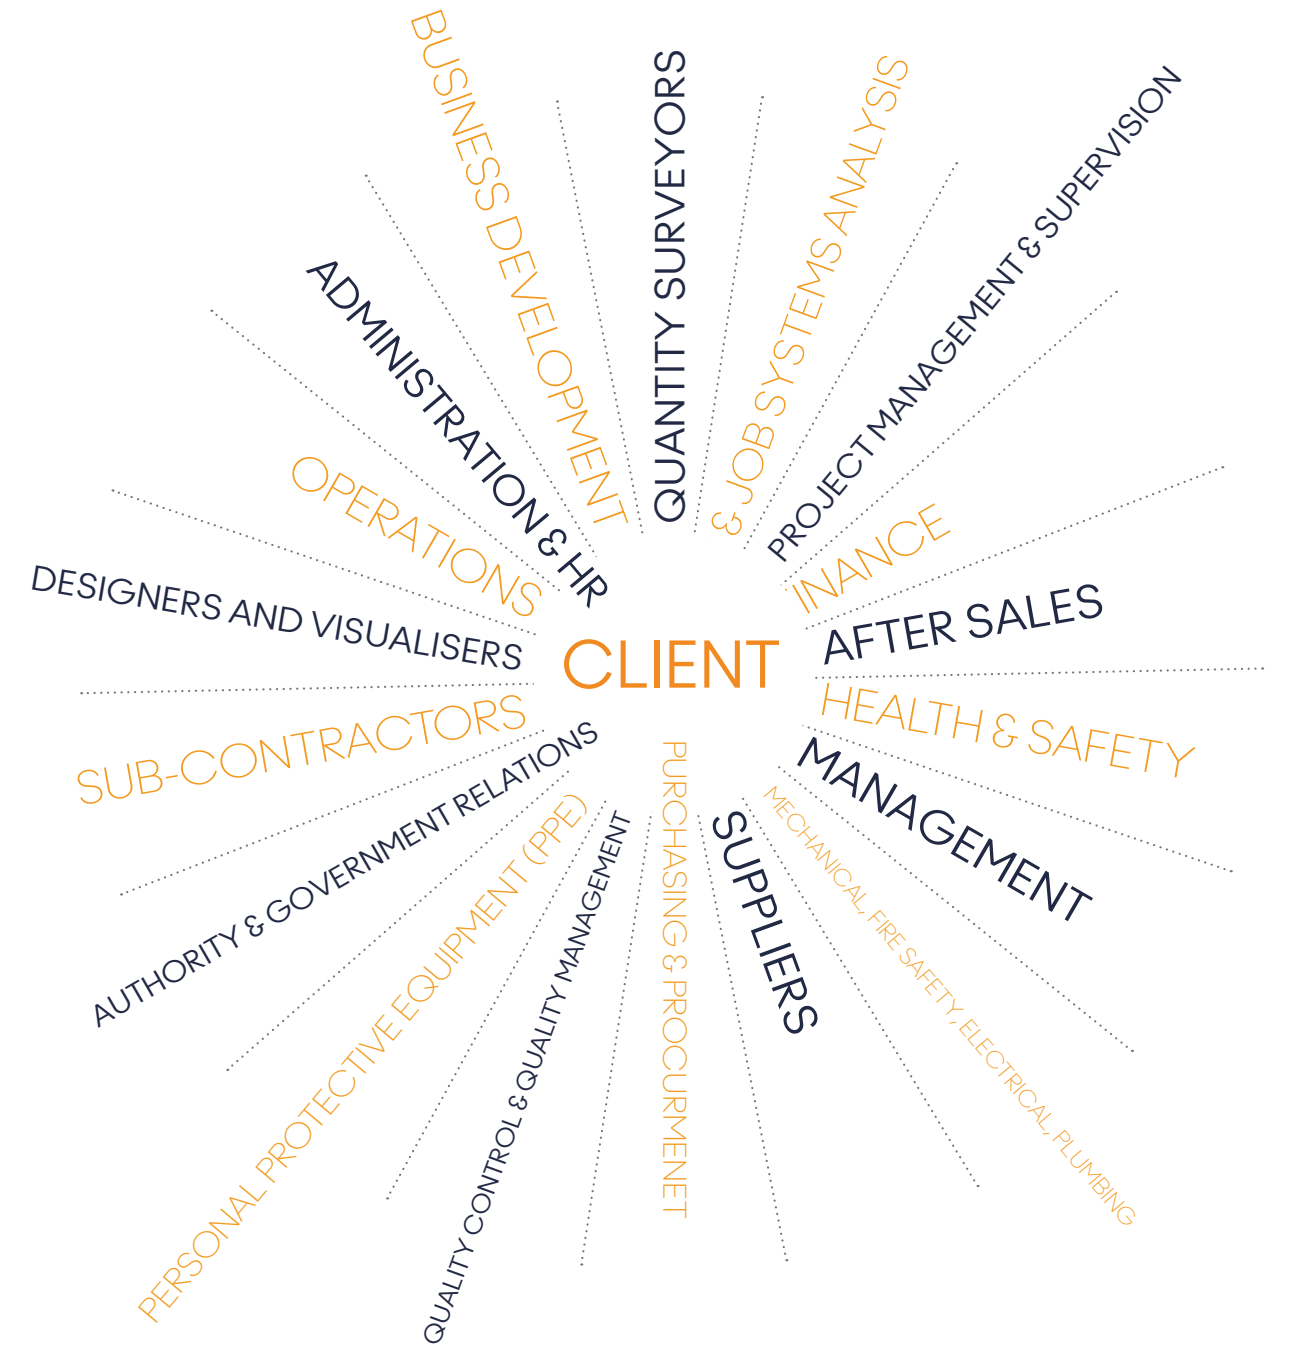 CLIENT
QUANTITY SURVEYORS
& JOB SYSTEMS ANALYSIS
PROJECT MANAGEMENT & SUPERVISION
INANCE
AFTER SALES
HEALTH & SAFETY
MANAGEMENT
MECHANICAL, FIRE SAFETY, ELECTRICAL, PLUMBING
SUPPLIERS
PURCHASING & PROCURMENET
QUALITY CONTROL & QUALITY MANAGEMENT
PERSONAL PROTECTIVE EQUIPMENT (PPE)
AUTHORITY & GOVERNMENT RELATIONS
SUB-CONTRACTORS
DESIGNERS AND VISUALISERS
OPERATIONS
ADMINISTRATION & HR
BUSINESS DEVELOPMENT